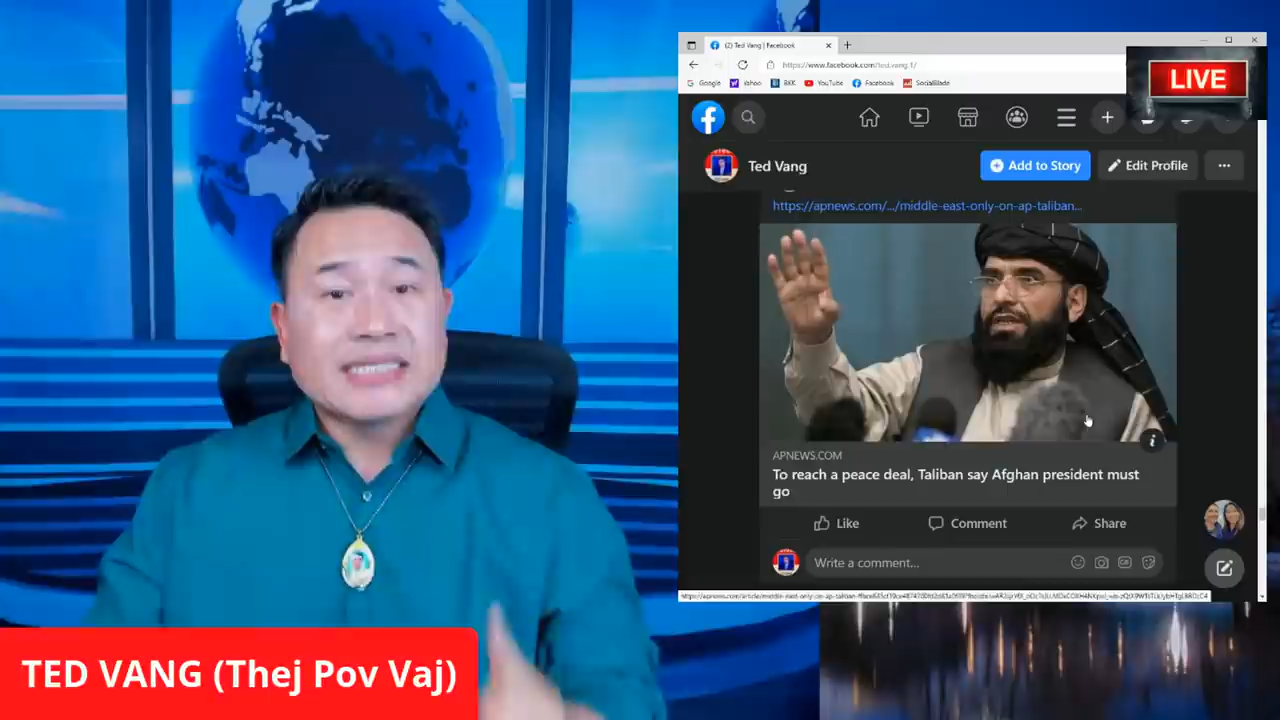 (2) Ted Vang | Facebook
https://www.facebook.com/ted.vang.1/
Google Yahoo BKK YouTube Facebook SocialBlade
LIVE
Ted Vang
Add to Story
Edit Profile
https://apnews.com/.../middle-east-only-on-ap-taliban...
APNEWS.COM
To reach a peace deal, Taliban say Afghan president must
go
Like Comment Share
Write a comment...
TED VANG (Thej Pov Vaj)